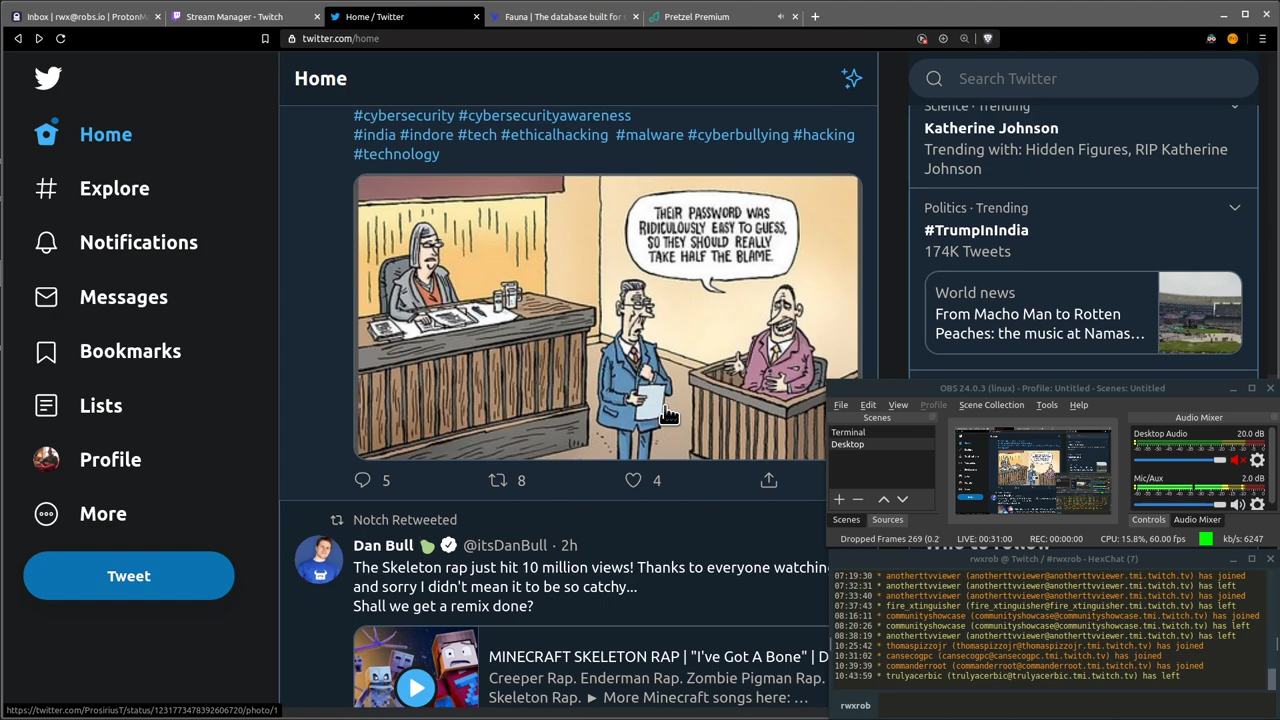 Inbox | rwx@robs.io | ProtonM
Stream Manager - Twitch
Home / Twitter
Fauna | The database built for
Pretzel Premium
twitter.com/home
Home
Explore
Notifications
Messages
Bookmarks
Lists
Profile
More
Tweet
Home
#cybersecurity #cybersecurityawareness
#india #indore #tech #ethicalhacking #malware #cyberbullying #hacking
#technology
THEIR PASSWORD WAS
RIDICULOUSLY EASY TO GUESS,
SO THEY SHOULD REALLY
TAKE HALF THE BLAME.
5
8
4
Notch Retweeted
Dan Bull @itsDanBull · 2h
The Skeleton rap just hit 10 million views! Thanks to everyone watching
and sorry I didn't mean it to be so catchy...
Shall we get a remix done?
MINECRAFT SKELETON RAP | "I've Got A Bone" | D
Creeper Rap. Enderman Rap. Zombie Pigman Rap.
Skeleton Rap. ► More Minecraft songs here: ...
Search Twitter
Science · Trending
Katherine Johnson
Trending with: Hidden Figures, RIP Katherine
Johnson
Politics · Trending
#TrumpInIndia
174K Tweets
World news
From Macho Man to Rotten
Peaches: the music at Namas...
OBS 24.0.3 (linux) - Profile: Untitled - Scenes: Untitled
File Edit View Profile Scene Collection Tools Help
Scenes
Terminal
Desktop
Scenes Sources
Audio Mixer
Desktop Audio 20.0 dB
Mic/Aux 2.0 dB
Controls Audio Mixer
Dropped Frames 269 (0.2 LIVE: 00:31:00 REC: 00:00:00 CPU: 15.8%, 60.00 fps kb/s: 6247
rwxrob @ Twitch / #rwxrob - HexChat (7)
07:19:30 * anotherttvviewer (anotherttvviewer@anotherttvviewer.tmi.twitch.tv) has joined
07:32:31 * anotherttvviewer (anotherttvviewer@anotherttvviewer.tmi.twitch.tv) has left
07:33:40 * anotherttvviewer (anotherttvviewer@anotherttvviewer.tmi.twitch.tv) has joined
07:37:43 * fire_xtinguisher (fire_xtinguisher@fire_xtinguisher.tmi.twitch.tv) has left
08:16:11 * communityshowcase (communityshowcase@communityshowcase.tmi.twitch.tv) has joined
08:20:26 * communityshowcase (communityshowcase@communityshowcase.tmi.twitch.tv) has left
08:38:19 * anotherttvviewer (anotherttvviewer@anotherttvviewer.tmi.twitch.tv) has left
10:25:42 * thomaspizzojr (thomaspizzojr@thomaspizzojr.tmi.twitch.tv) has joined
10:31:02 * cansecogpc (cansecogpc@cansecogpc.tmi.twitch.tv) has joined
10:39:39 * commanderroot (commanderroot@commanderroot.tmi.twitch.tv) has joined
10:43:59 * trulyacerbic (trulyacerbic@trulyacerbic.tmi.twitch.tv) has left
rwxrob
https://twitter.com/ProsiriusT/status/1231773478392606720/photo/1